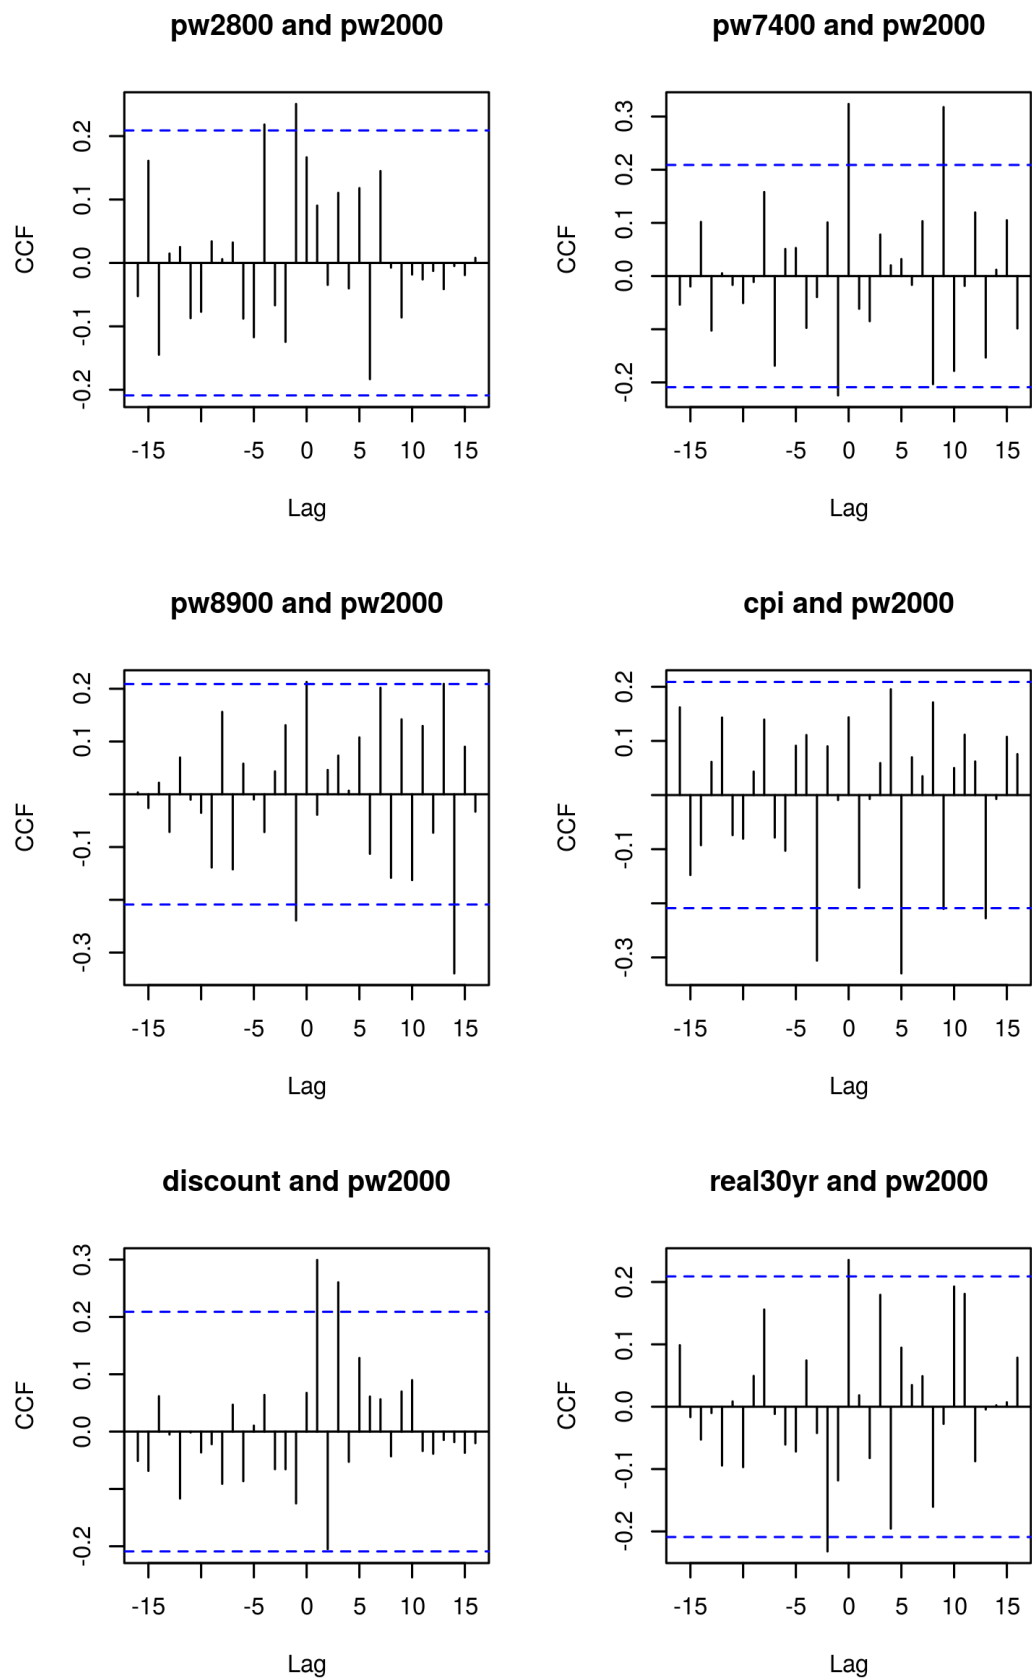 pw2800 and pw2000
CCF
0.2
0.1
0.0
-0.1
-0.2
-15 -5 0 5 10 15
Lag
pw7400 and pw2000
CCF
0.3
0.2
0.1
0.0
-0.2
-15 -5 0 5 10 15
Lag
pw8900 and pw2000
CCF
0.2
0.1
-0.1
-0.3
-15 -5 0 5 10 15
Lag
cpi and pw2000
CCF
0.2
0.1
-0.1
-0.3
-15 -5 0 5 10 15
Lag
discount and pw2000
CCF
0.3
0.2
0.1
0.0
-0.2
-15 -5 0 5 10 15
Lag
real30yr and pw2000
CCF
0.2
0.1
0.0
-0.1
-0.2
-15 -5 0 5 10 15
Lag